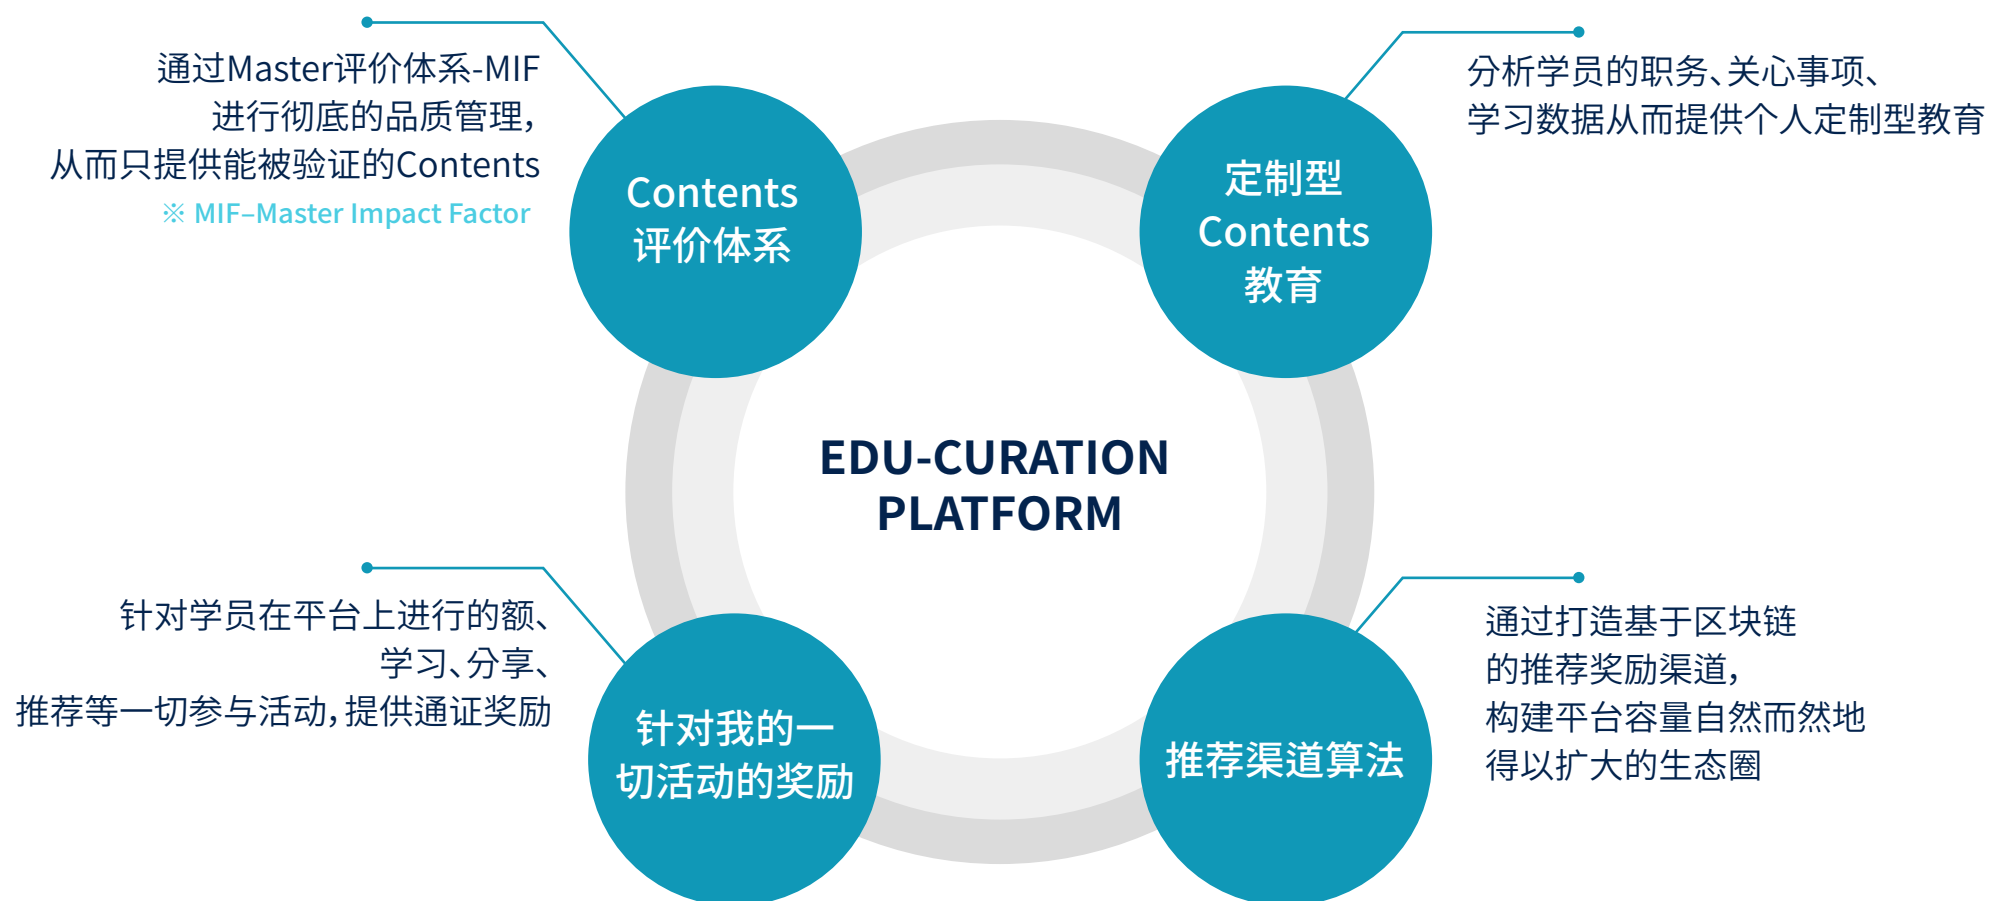 通过Master评价体系-MIF
进行彻底的品质管理，
从而只提供能被验证的Contents
※ MIF–Master Impact Factor
Contents
评价体系
分析学员的职务、关心事项、
学习数据从而提供个人定制型教育
定制型
Contents
教育
EDU-CURATION
PLATFORM
针对学员在平台上进行的额、
学习、分享、
推荐等一切参与活动，提供通证奖励
针对我的一
切活动的奖励
通过打造基于区块链
的推荐奖励渠道，
构建平台容量自然而然地
得以扩大的生态圈
推荐渠道算法